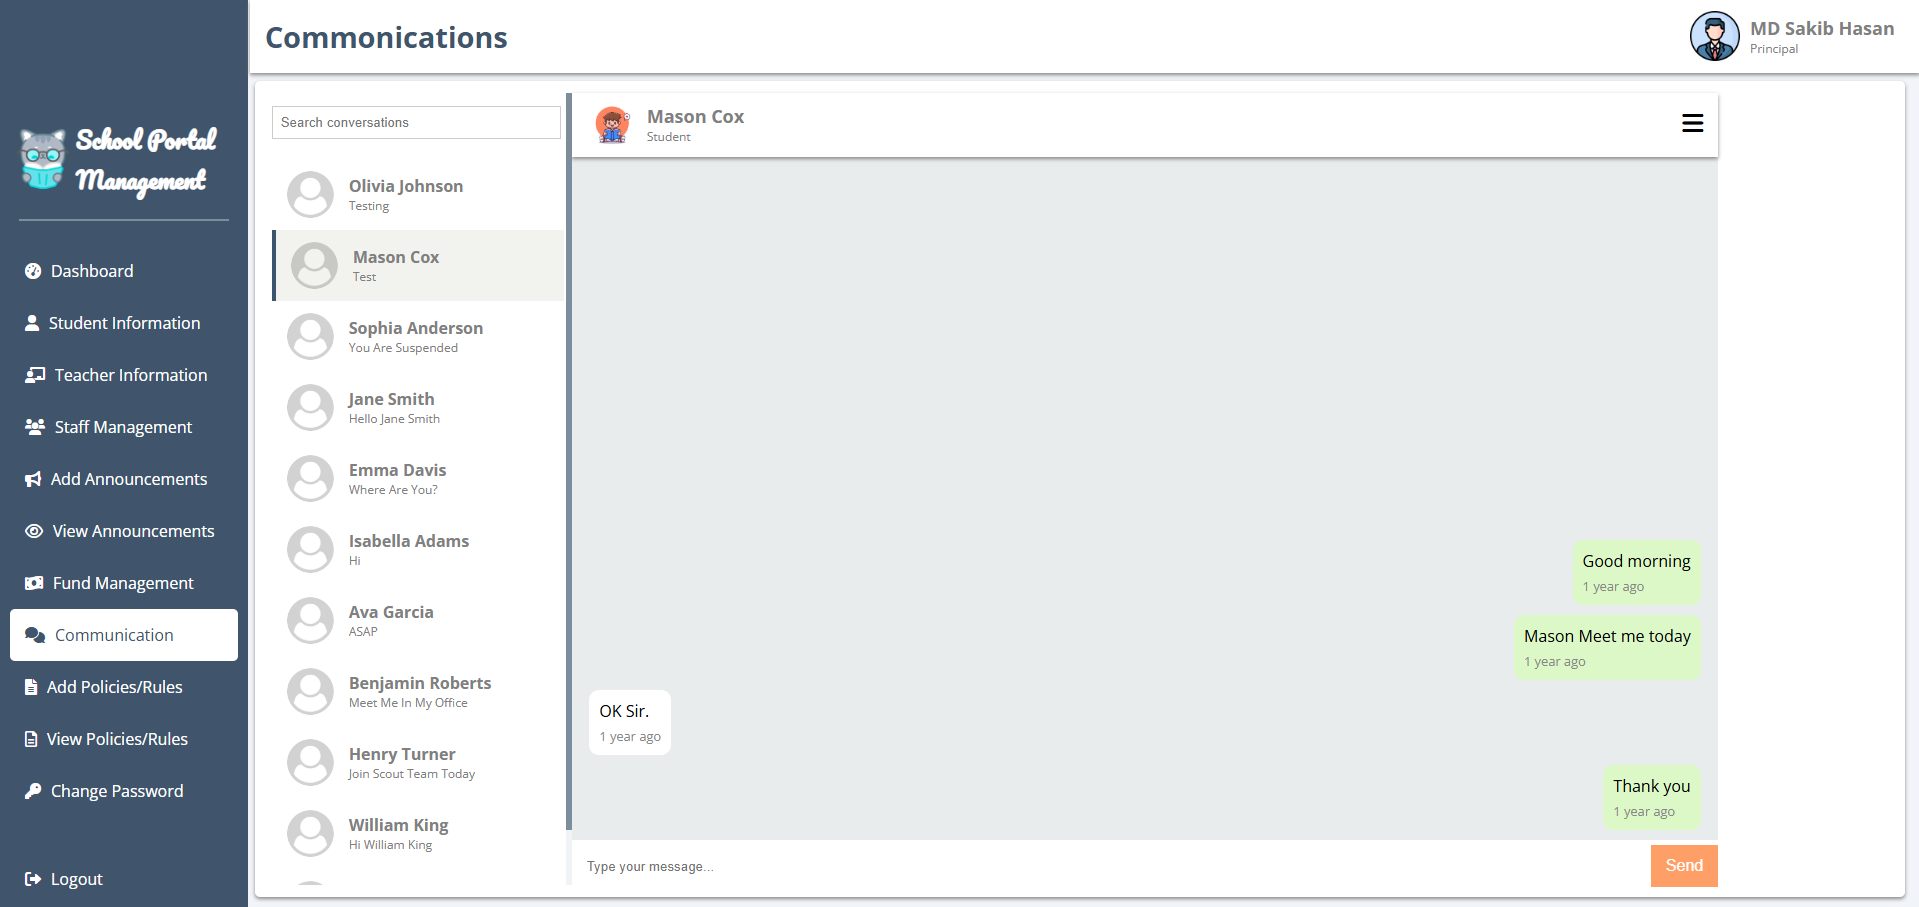 School Portal
Management
Dashboard
Student Information
Teacher Information
Staff Management
Add Announcements
View Announcements
Fund Management
Communication
Add Policies/Rules
View Policies/Rules
Change Password
Logout
Commonications
MD Sakib Hasan
Principal
Search conversations
Olivia Johnson
Testing
Mason Cox
Test
Sophia Anderson
You Are Suspended
Jane Smith
Hello Jane Smith
Emma Davis
Where Are You?
Isabella Adams
Hi
Ava Garcia
ASAP
Benjamin Roberts
Meet Me In My Office
Henry Turner
Join Scout Team Today
William King
Hi William King
Mason Cox
Student
Good morning
1 year ago
Mason Meet me today
1 year ago
OK Sir.
1 year ago
Thank you
1 year ago
Type your message...
Send